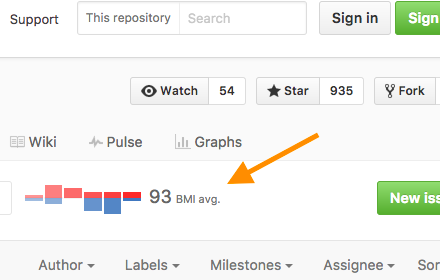 Support This repository Search Sign in Sign
Watch 54 Star 935 Fork
Wiki Pulse Graphs
93 BMI avg. New iss
Author Labels Milestones Assignee Sor